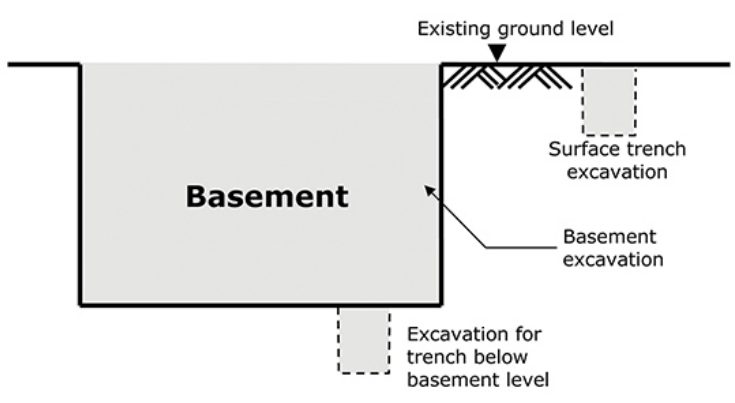 Existing ground level
Surface trench
excavation
Basement
Basement
excavation
Excavation for
trench below
basement level